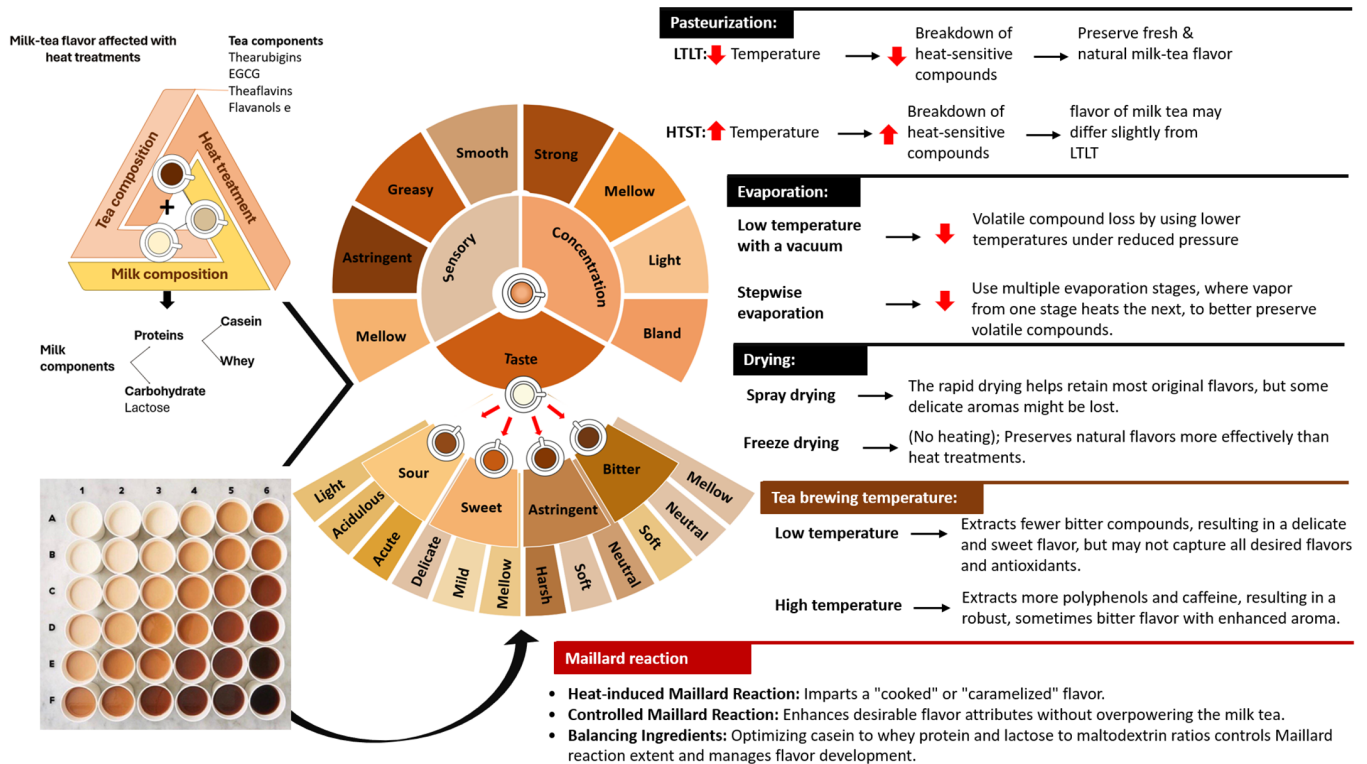 Milk-tea flavor affected with
heat treatments
Tea components
Thearubigins
EGCG
Theaflavins
Flavanols e
Tea composition
Heat treatment
+
Milk composition
Milk
components
Proteins
Casein
Whey
Carbohydrate
Lactose
1 2 3 4 5 6
A
B
C
D
E
F
Sensory
Mellow
Astringent
Greasy
Smooth
Concentration
Strong
Mellow
Light
Bland
Taste
Sour
Sweet
Astringent
Bitter
Light
Acidulous
Acute
Delicate
Mild
Mellow
Harsh
Soft
Neutral
Soft
Neutral
Mellow
Pasteurization:
LTLT: Temperature
Breakdown of
heat-sensitive
compounds
Preserve fresh &
natural milk-tea flavor
HTST: Temperature
Breakdown of
heat-sensitive
compounds
flavor of milk tea may
differ slightly from
LTLT
Evaporation:
Low temperature
with a vacuum
Volatile compound loss by using lower
temperatures under reduced pressure
Stepwise
evaporation
Use multiple evaporation stages, where vapor
from one stage heats the next, to better preserve
volatile compounds.
Drying:
Spray drying
The rapid drying helps retain most original flavors, but some
delicate aromas might be lost.
Freeze drying
(No heating); Preserves natural flavors more effectively than
heat treatments.
Tea brewing temperature:
Low temperature
Extracts fewer bitter compounds, resulting in a delicate
and sweet flavor, but may not capture all desired flavors
and antioxidants.
High temperature
Extracts more polyphenols and caffeine, resulting in a
robust, sometimes bitter flavor with enhanced aroma.
Maillard reaction
• Heat-induced Maillard Reaction: Imparts a "cooked" or "caramelized" flavor.
• Controlled Maillard Reaction: Enhances desirable flavor attributes without overpowering the milk tea.
• Balancing Ingredients: Optimizing casein to whey protein and lactose to maltodextrin ratios controls Maillard
reaction extent and manages flavor development.